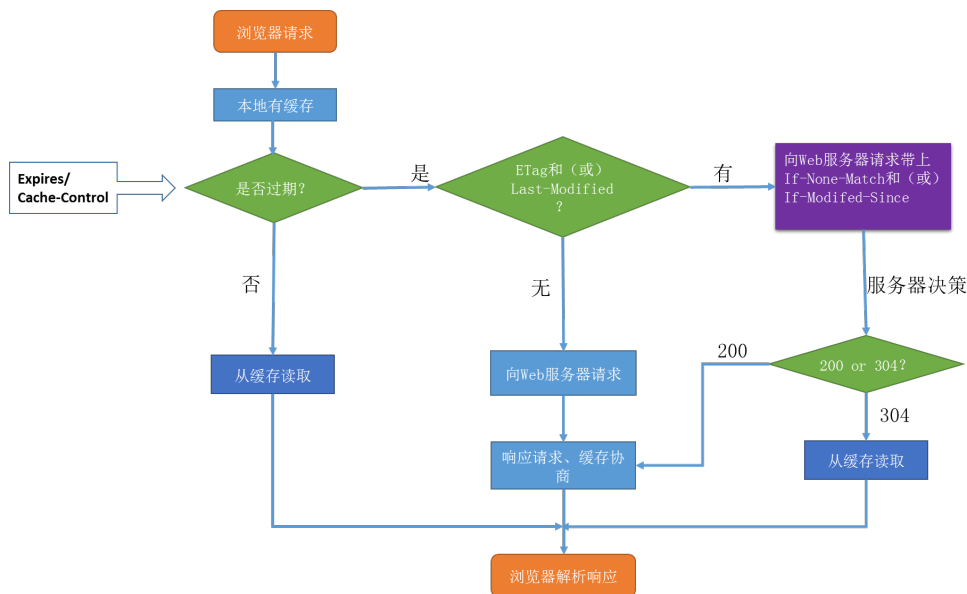 浏览器请求
本地有缓存
Expires/
Cache-Control
是否过期?
是
ETag和（或）
Last-Modified
?
有
向Web服务器请求带上
If-None-Match和（或）
If-Modifed-Since
否
无
服务器决策
从缓存读取
向Web服务器请求
200
200 or 304?
304
响应请求、缓存协
商
从缓存读取
浏览器解析响应